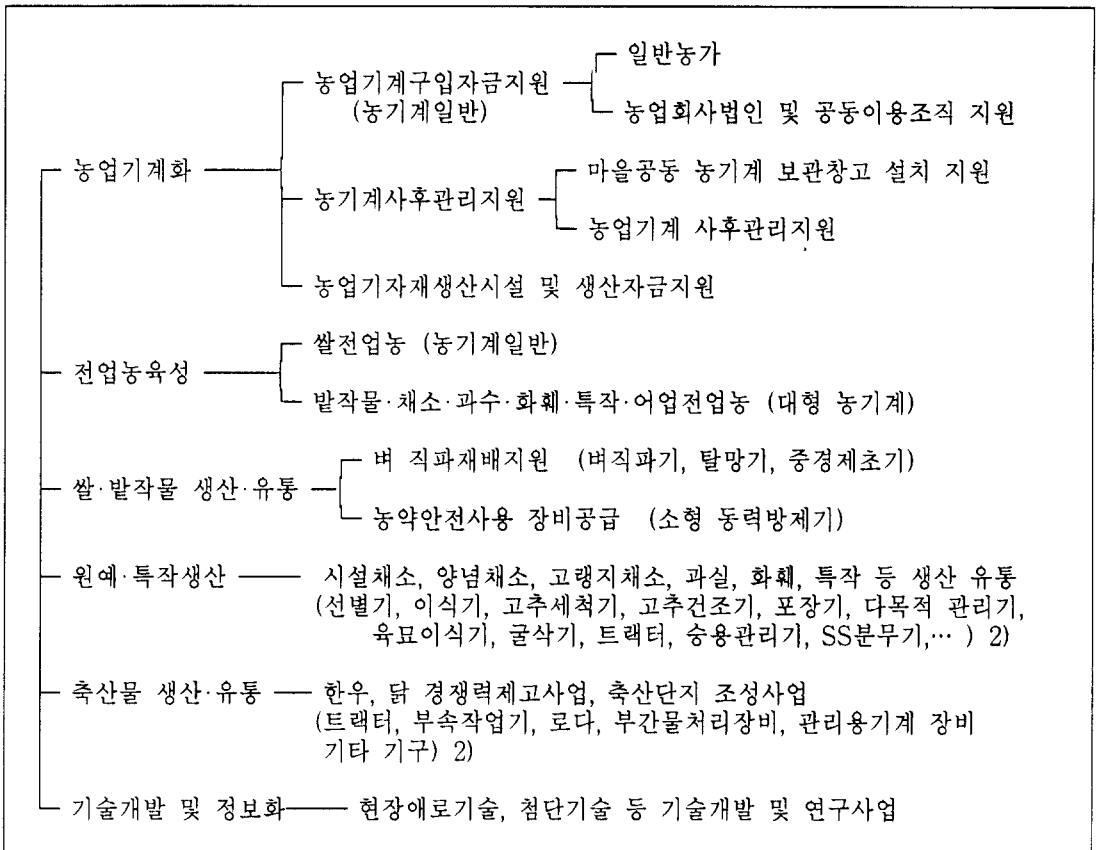 일반농가
농업기계구입자금지원
(농기계일반)
농업회사법인 및 공동이용조직 지원
농업기계화
마을공동 농기계 보관창고 설치 지원
농기계사후관리지원
농업기계 사후관리지원
농업기자재생산시설 및 생산자금지원
쌀전업농 (농기계일반)
전업농육성
밭작물·채소·과수·화훼·특작·어업전업농 (대형 농기계)
벼 직파재배지원 (벼직파기, 탈망기, 중경제초기)
쌀·밭작물 생산·유통
농약안전사용 장비공급 (소형 동력방제기)
원예·특작생산 시설채소, 양념채소, 고랭지채소, 과실, 화훼, 특작 등 생산 유통
(선별기, 이식기, 고추세척기, 고추건조기, 포장기, 다목적 관리기,
육묘이식기, 굴삭기, 트랙터, 승용관리기, SS분무기,… ) 2)
축산물 생산·유통 한우, 닭 경쟁력제고사업, 축산단지 조성사업
(트랙터, 부속작업기, 로다, 부간물처리장비, 관리용기계 장비
기타 기구) 2)
기술개발 및 정보화 현장애로기술, 첨단기술 등 기술개발 및 연구사업